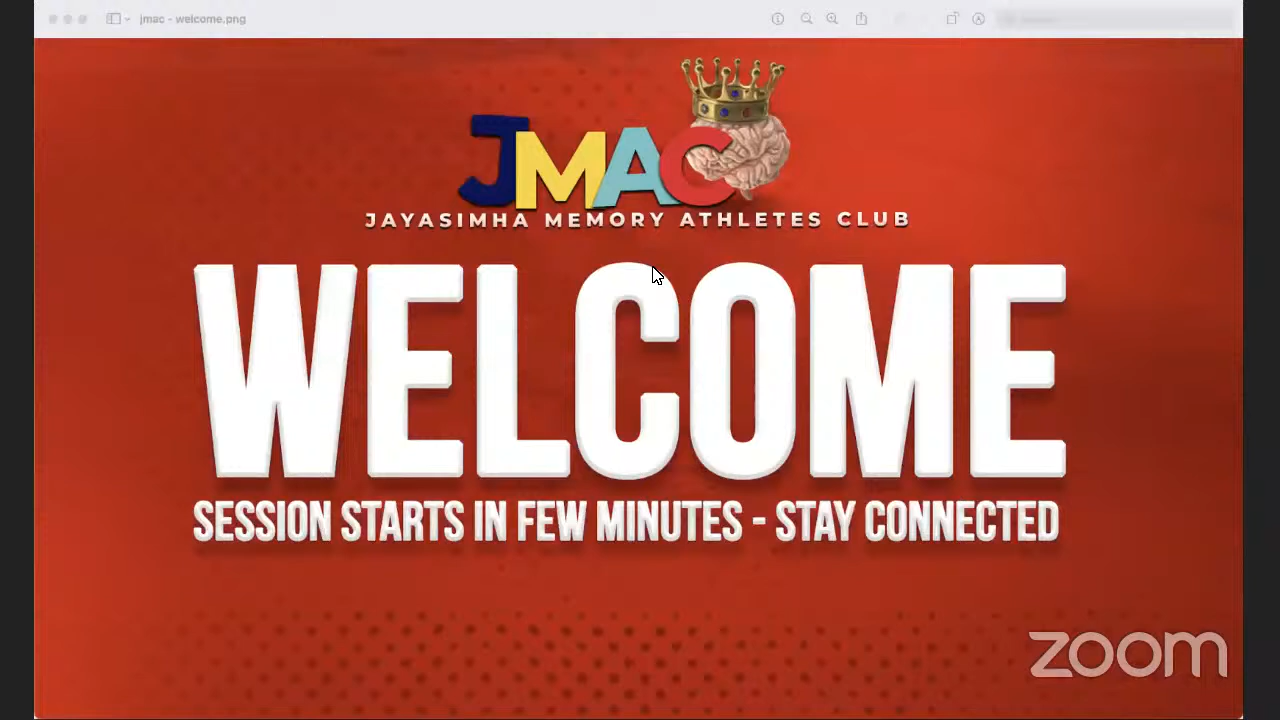 jmac - welcome.png
JMAC
JAYASIMHA MEMORY ATHLETES CLUB
WELCOME
SESSION STARTS IN FEW MINUTES - STAY CONNECTED
zoom